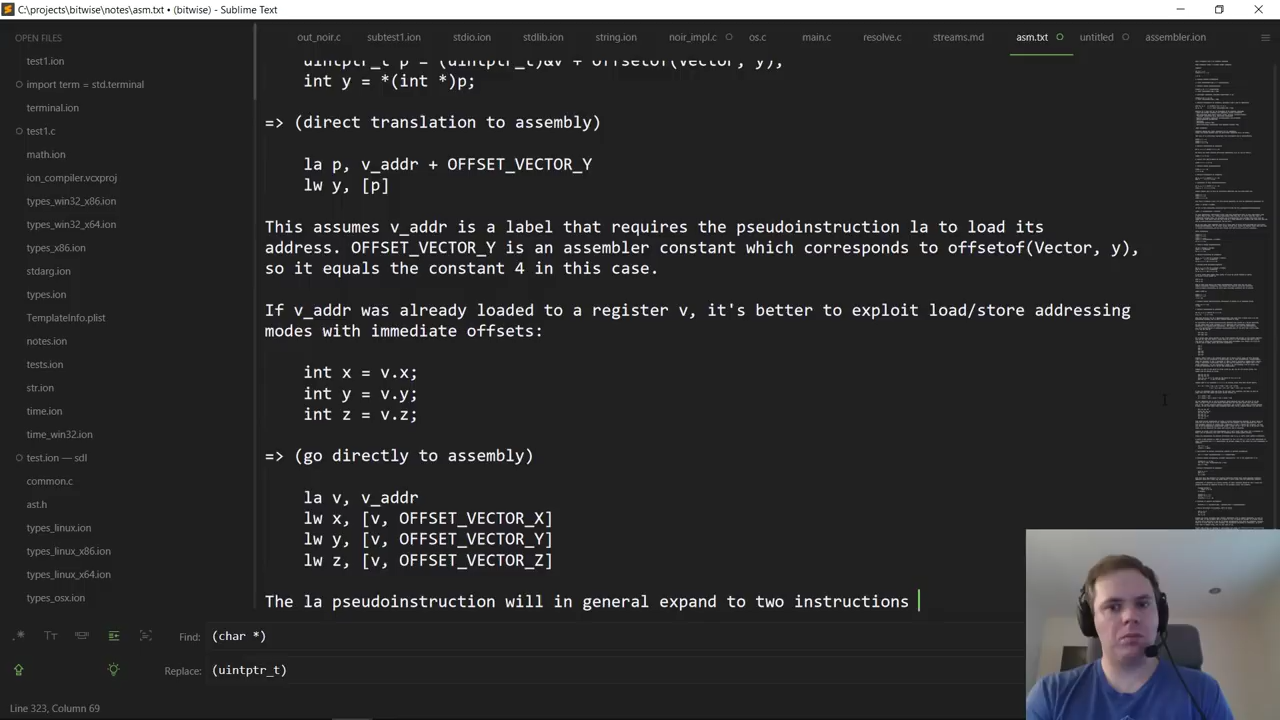 C:\projects\bitwise\notes\asm.txt • (bitwise) - Sublime Text
OPEN FILES
out_noir.c subtest1.ion stdio.ion stdlib.ion string.ion noir_impl.c os.c main.c resolve.c streams.md asm.txt untitled assembler.ion
test1.ion
import term = std.terminal
terminal.ion
test1.c
math.ion
ion_compiler.vcxproj
types_win32_x86.ion
types_win32_x64.ion
types_x86.ion
stdarg.ion
types.ion
TemplateInfo.plist
notes.ion
tests.ion
str.ion
time.ion
time_win32.ion
test.ion — sdl
common.c
ast.h
types_linux.ion
types_linux_x86.ion
types_linux_x64.ion
types_osx.ion
uintptr_t p = (uintptr_t)&v + offsetof(Vector, y);
int y = *(int *)p;
=> (direct transition to assembly)
la p, v_addr + OFFSET_VECTOR_Y
lw y, [p]
This assumes v_addr is a label that requires the pseudoinstruction la to load its
address. OFFSET_VECTOR_Y is an assembler constant which corresponds to offsetof(Vector, y),
so it equals the constant 4 in this case.
If v_addr was already loaded to a register v, it's better to exploit load/store addressing
modes with immediate offsets:
int x = v.x;
int y = v.y;
int z = v.z;
=> (go directly to assembly)
la v, v_addr
lw x, [v, OFFSET_VECTOR_X]
lw y, [v, OFFSET_VECTOR_Y]
lw z, [v, OFFSET_VECTOR_Z]
The la pseudoinstruction will in general expand to two instructions
Find: (char *)
Replace: (uintptr_t)
Line 323, Column 69